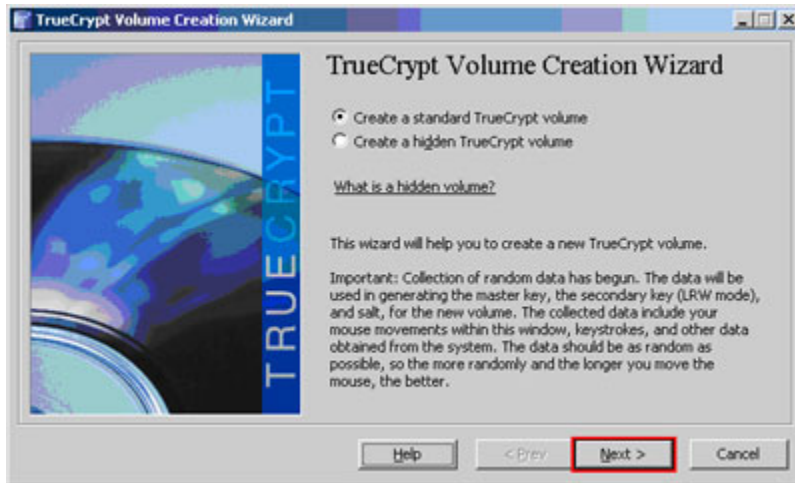 TrueCrypt Volume Creation Wizard
TRUECRYPT
TrueCrypt Volume Creation Wizard
Create a standard TrueCrypt volume
Create a hidden TrueCrypt volume
What is a hidden volume?
This wizard will help you to create a new TrueCrypt volume.
Important: Collection of random data has begun. The data will be
used in generating the master key, the secondary key (LRW mode),
and salt, for the new volume. The collected data include your
mouse movements within this window, keystrokes, and other data
obtained from the system. The data should be as random as
possible, so the more randomly and the longer you move the
mouse, the better.
Help
< Prev
Next >
Cancel